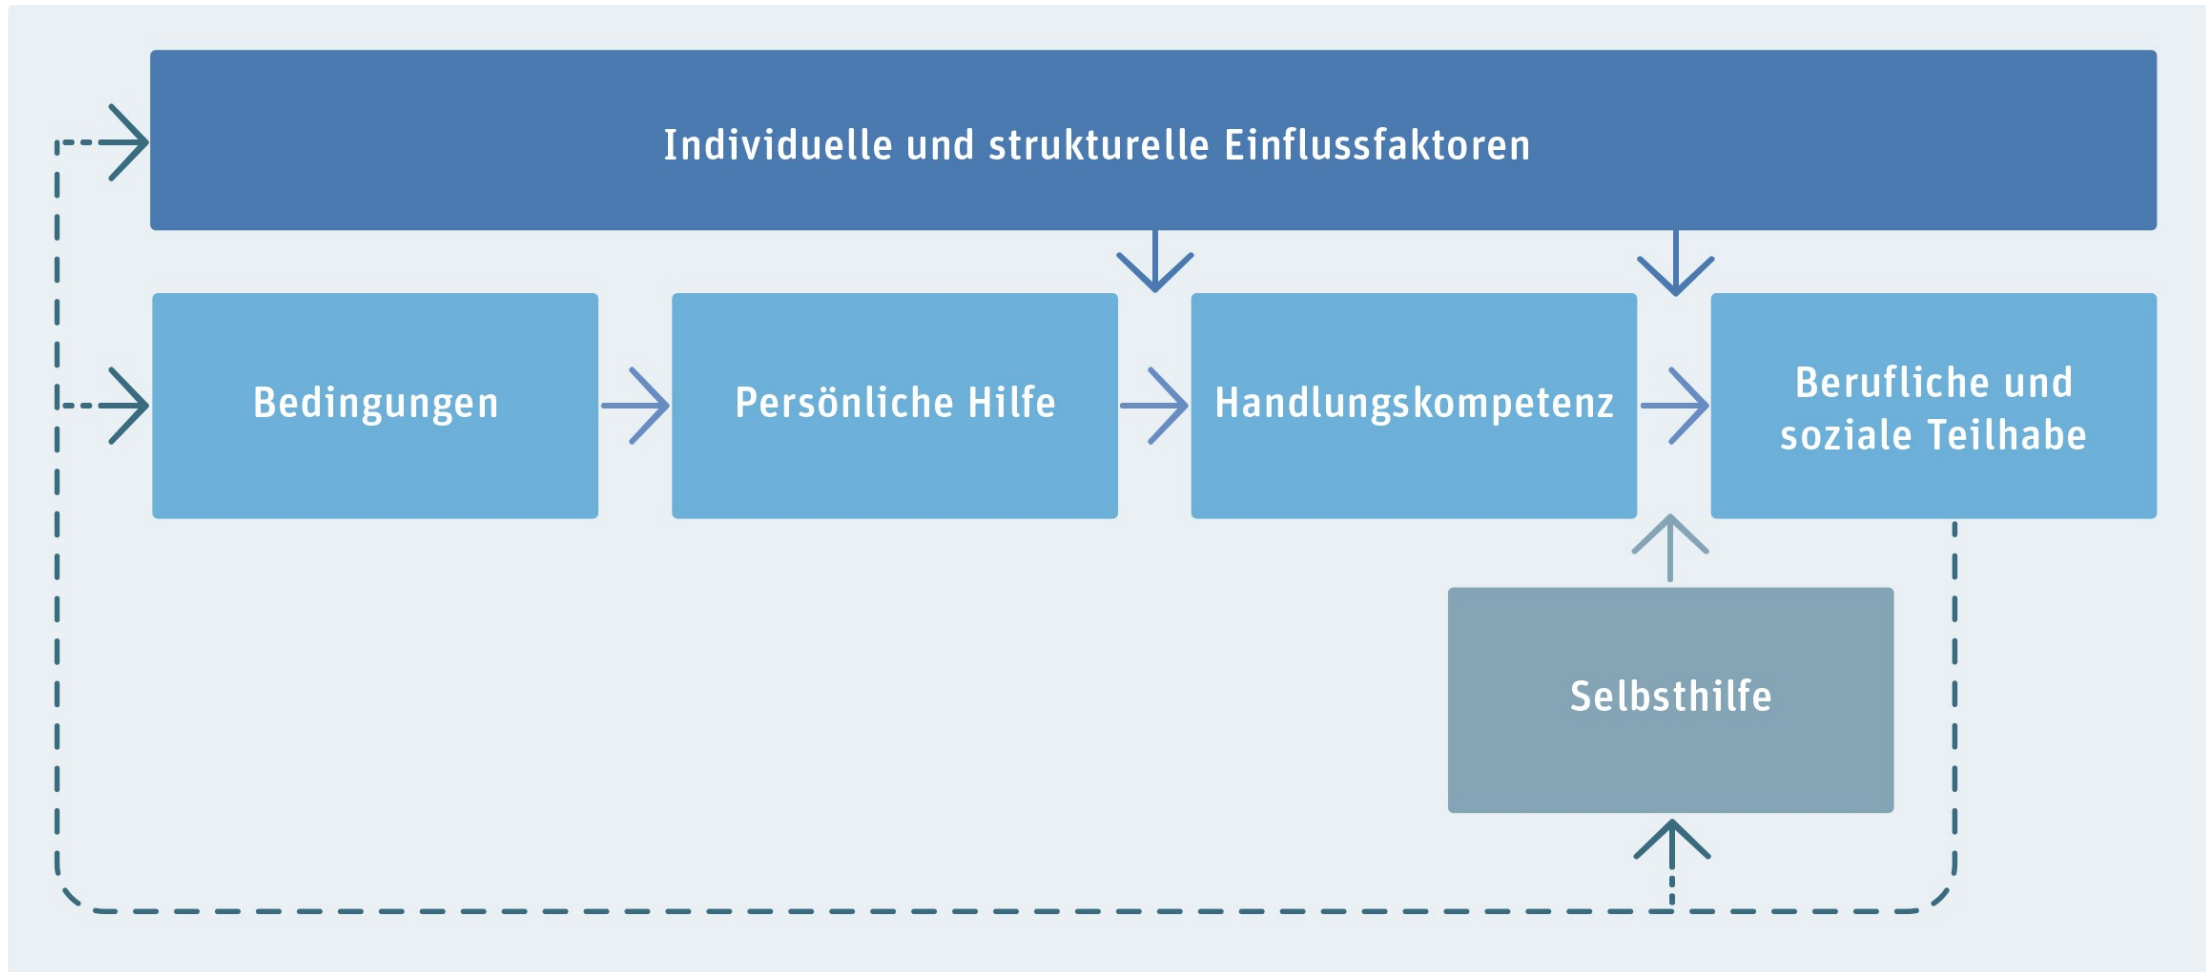 Individuelle und strukturelle Einflussfaktoren
Bedingungen
Persönliche Hilfe
Handlungskompetenz
Berufliche und
soziale Teilhabe
Selbsthilfe